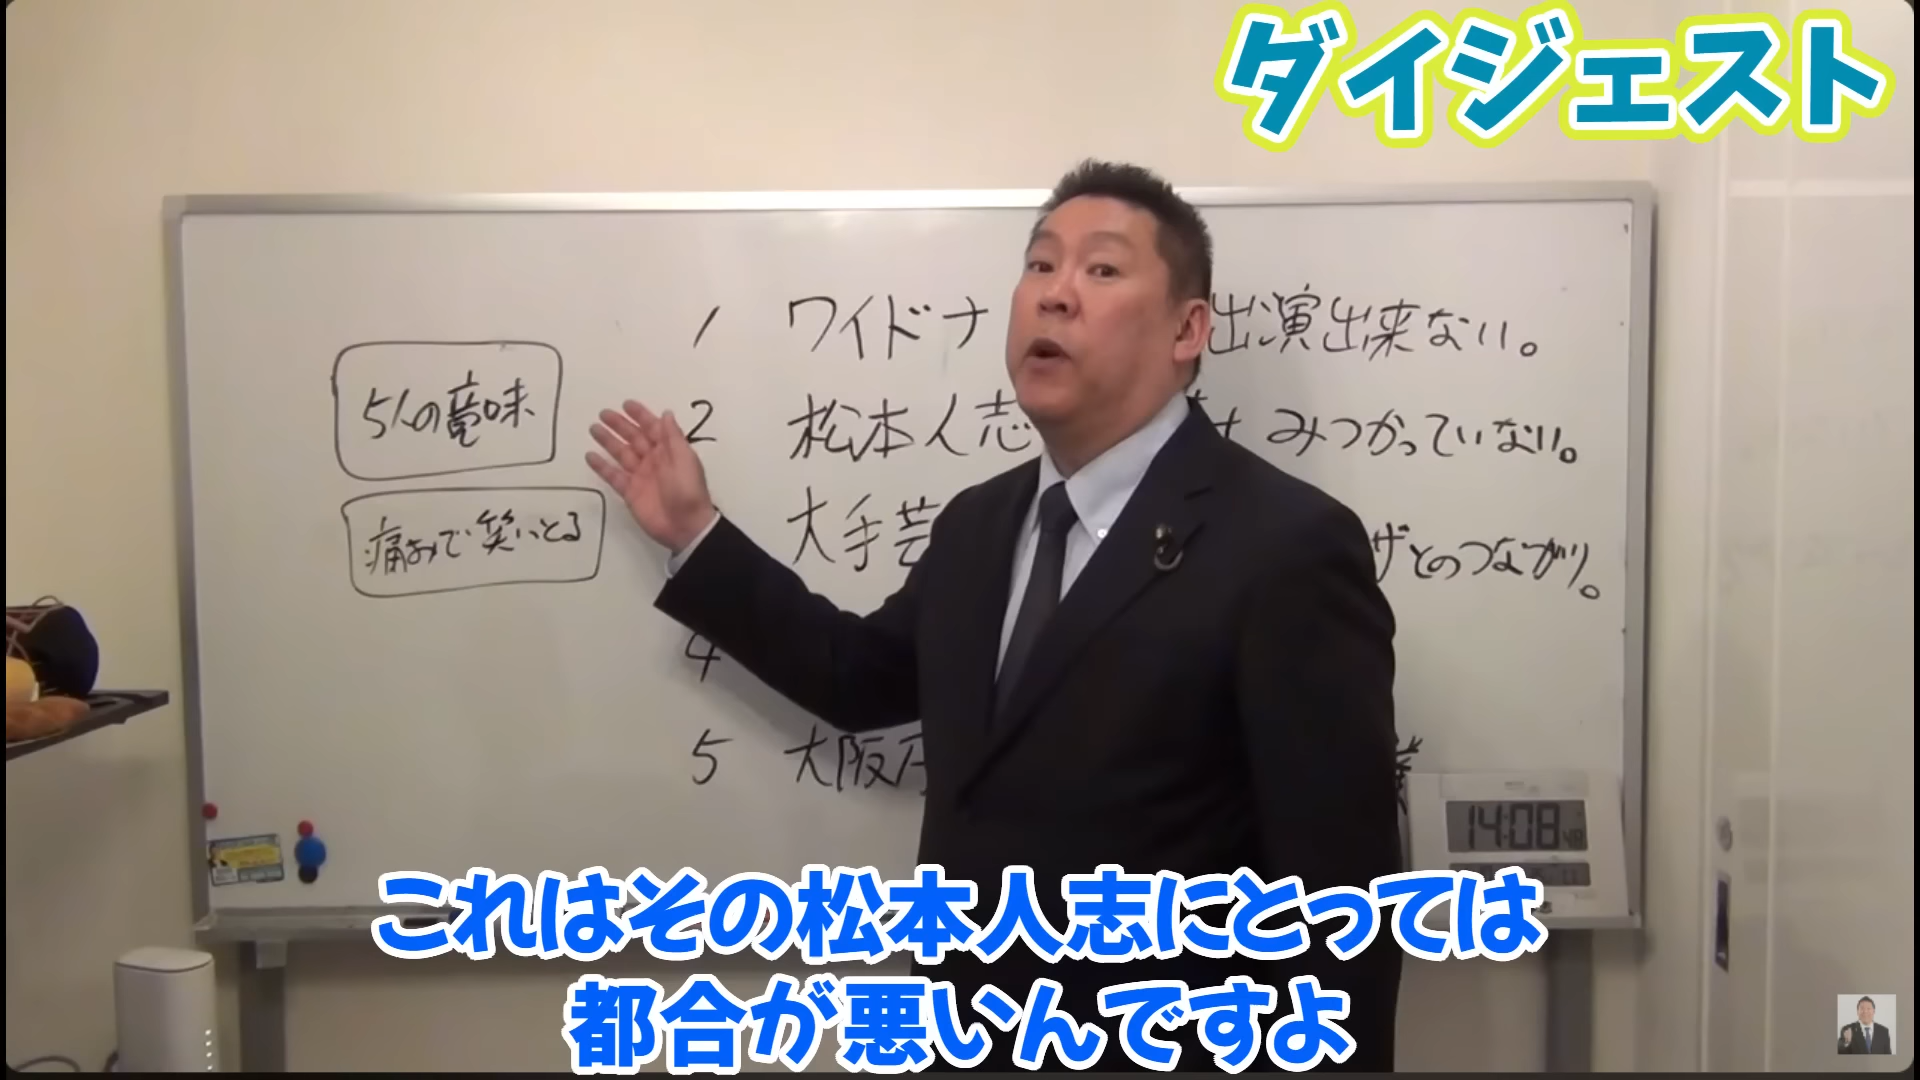 ダイジェスト
1 ワイドナ 出演出来ない。
5人の意味
2 松本人志 みつかっていない。
痛みで笑いとる
大手芸 ザとのつながり。
4
5 大阪
14:08
これはその松本人志にとっては
都合が悪いんですよ